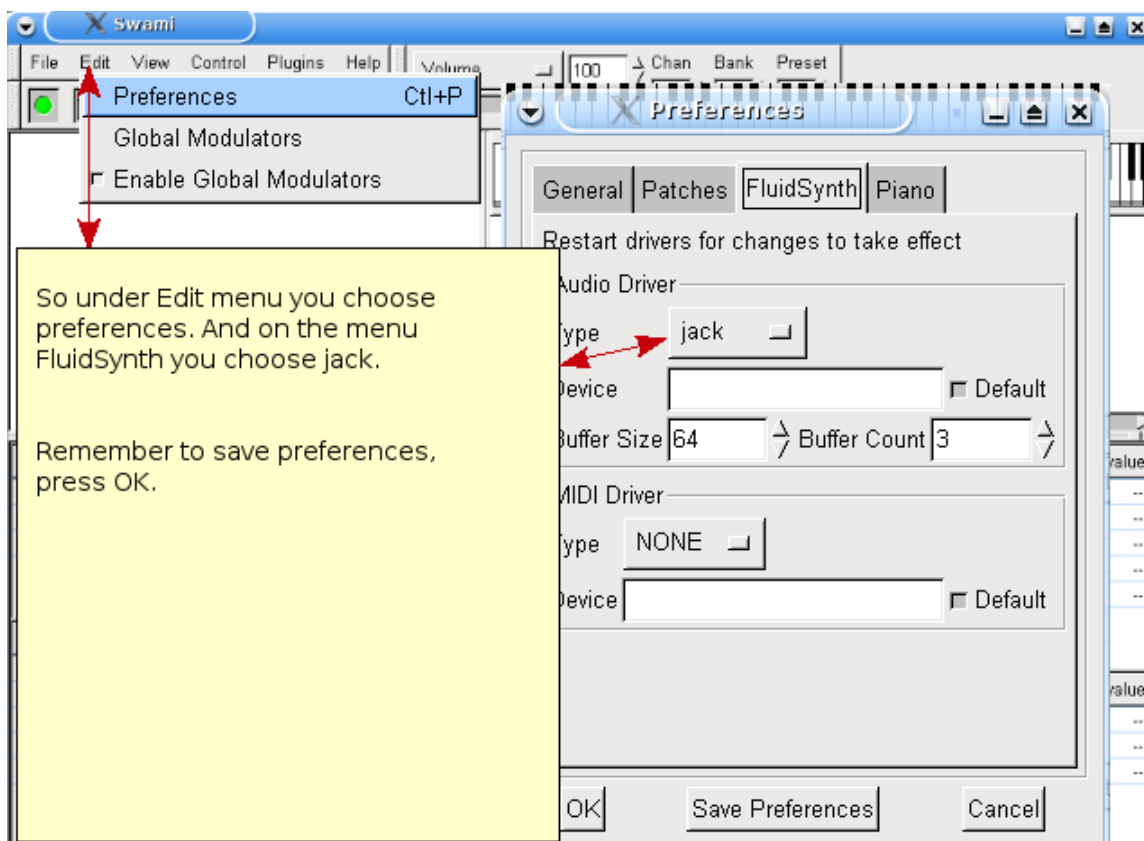 Swami
File Edit View Control Plugins Help
Volume 100 Chan Bank Preset
Preferences Ctl+P
Global Modulators
Enable Global Modulators
So under Edit menu you choose
preferences. And on the menu
FluidSynth you choose jack.
Remember to save preferences,
press OK.
Preferences
General Patches FluidSynth Piano
Restart drivers for changes to take effect
Audio Driver
Type jack
Device Default
Buffer Size 64 Buffer Count 3
MIDI Driver
Type NONE
Device Default
OK Save Preferences Cancel
value
--
--
--
--
--
value
--
--
--